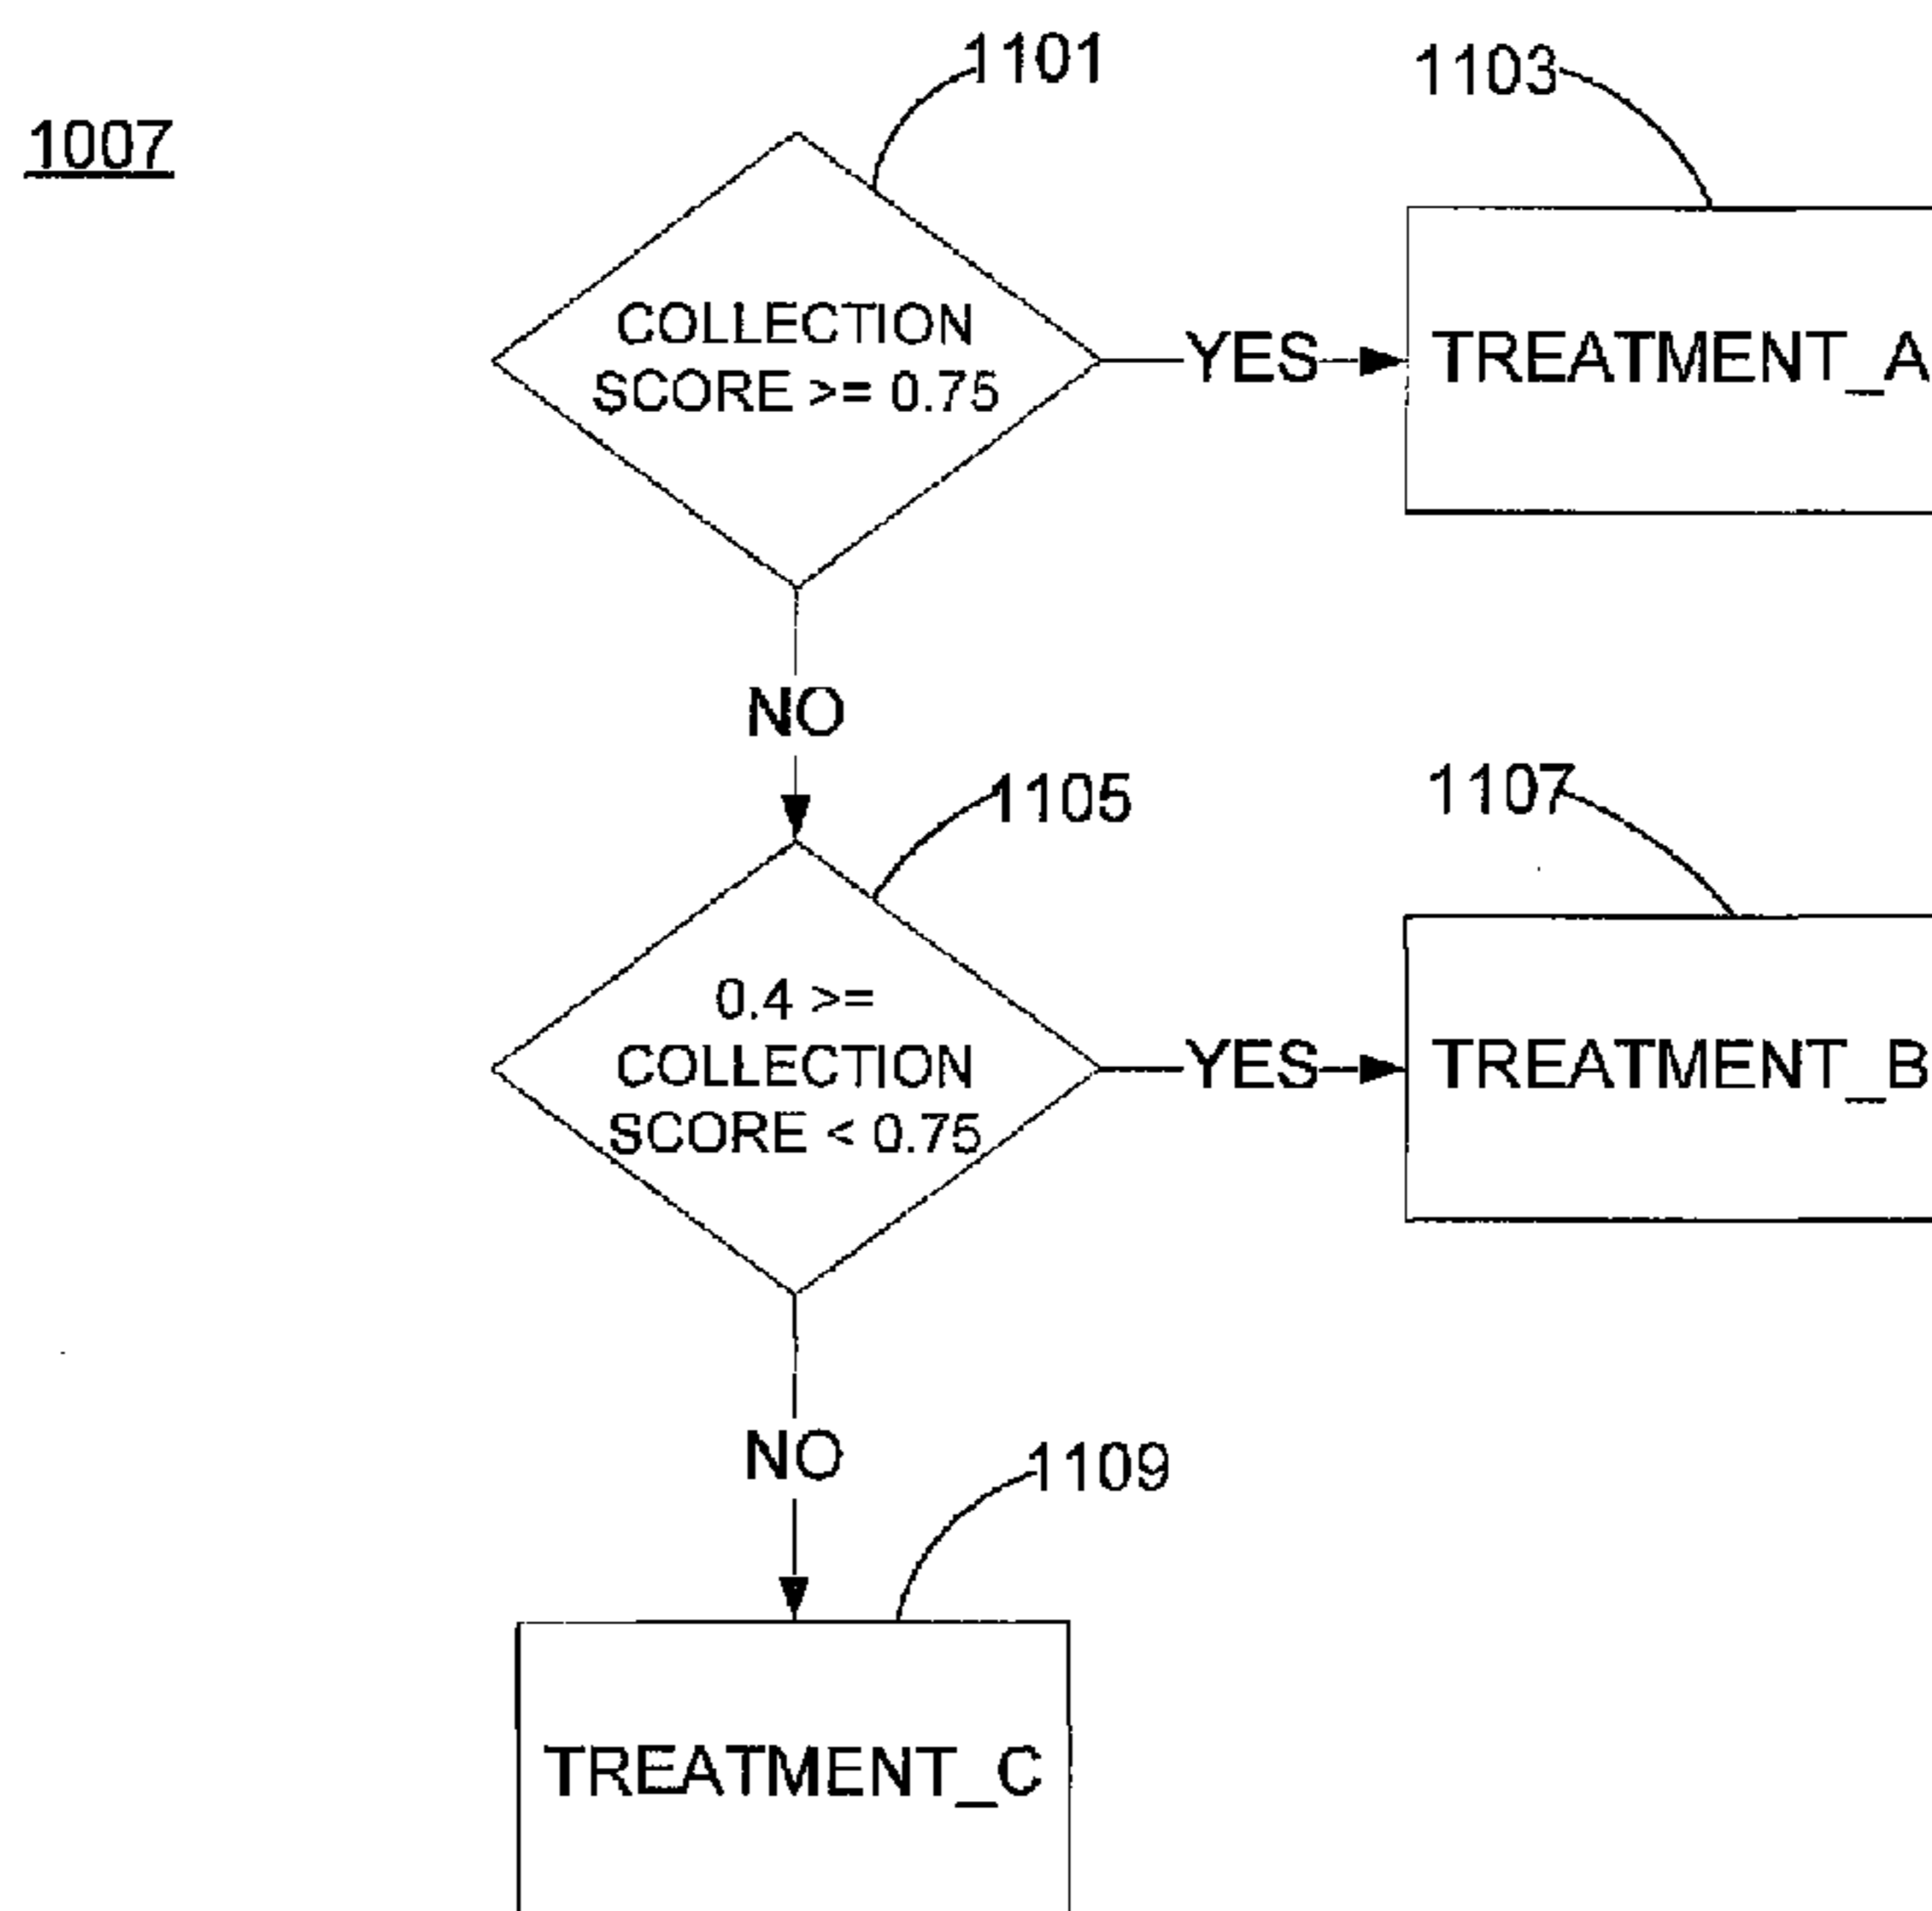 1101
1103
1007
COLLECTION
SCORE >= 0.75
YES
TREATMENT_A
NO
1105
1107
0.4 >=
COLLECTION
SCORE < 0.75
YES
TREATMENT_B
NO
1109
TREATMENT_C